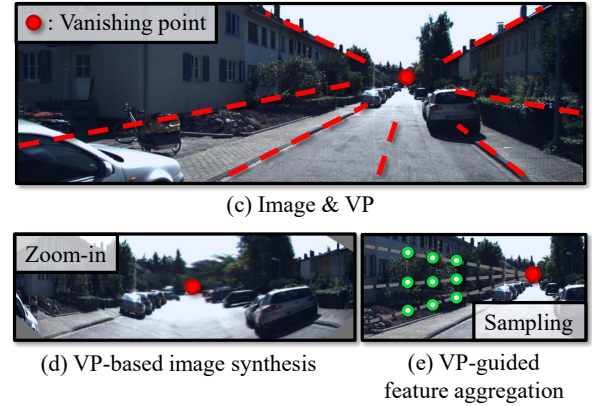 : Vanishing point
(c) Image & VP
Zoom-in
Sampling
(d) VP-based image synthesis
(e) VP-guided
feature aggregation